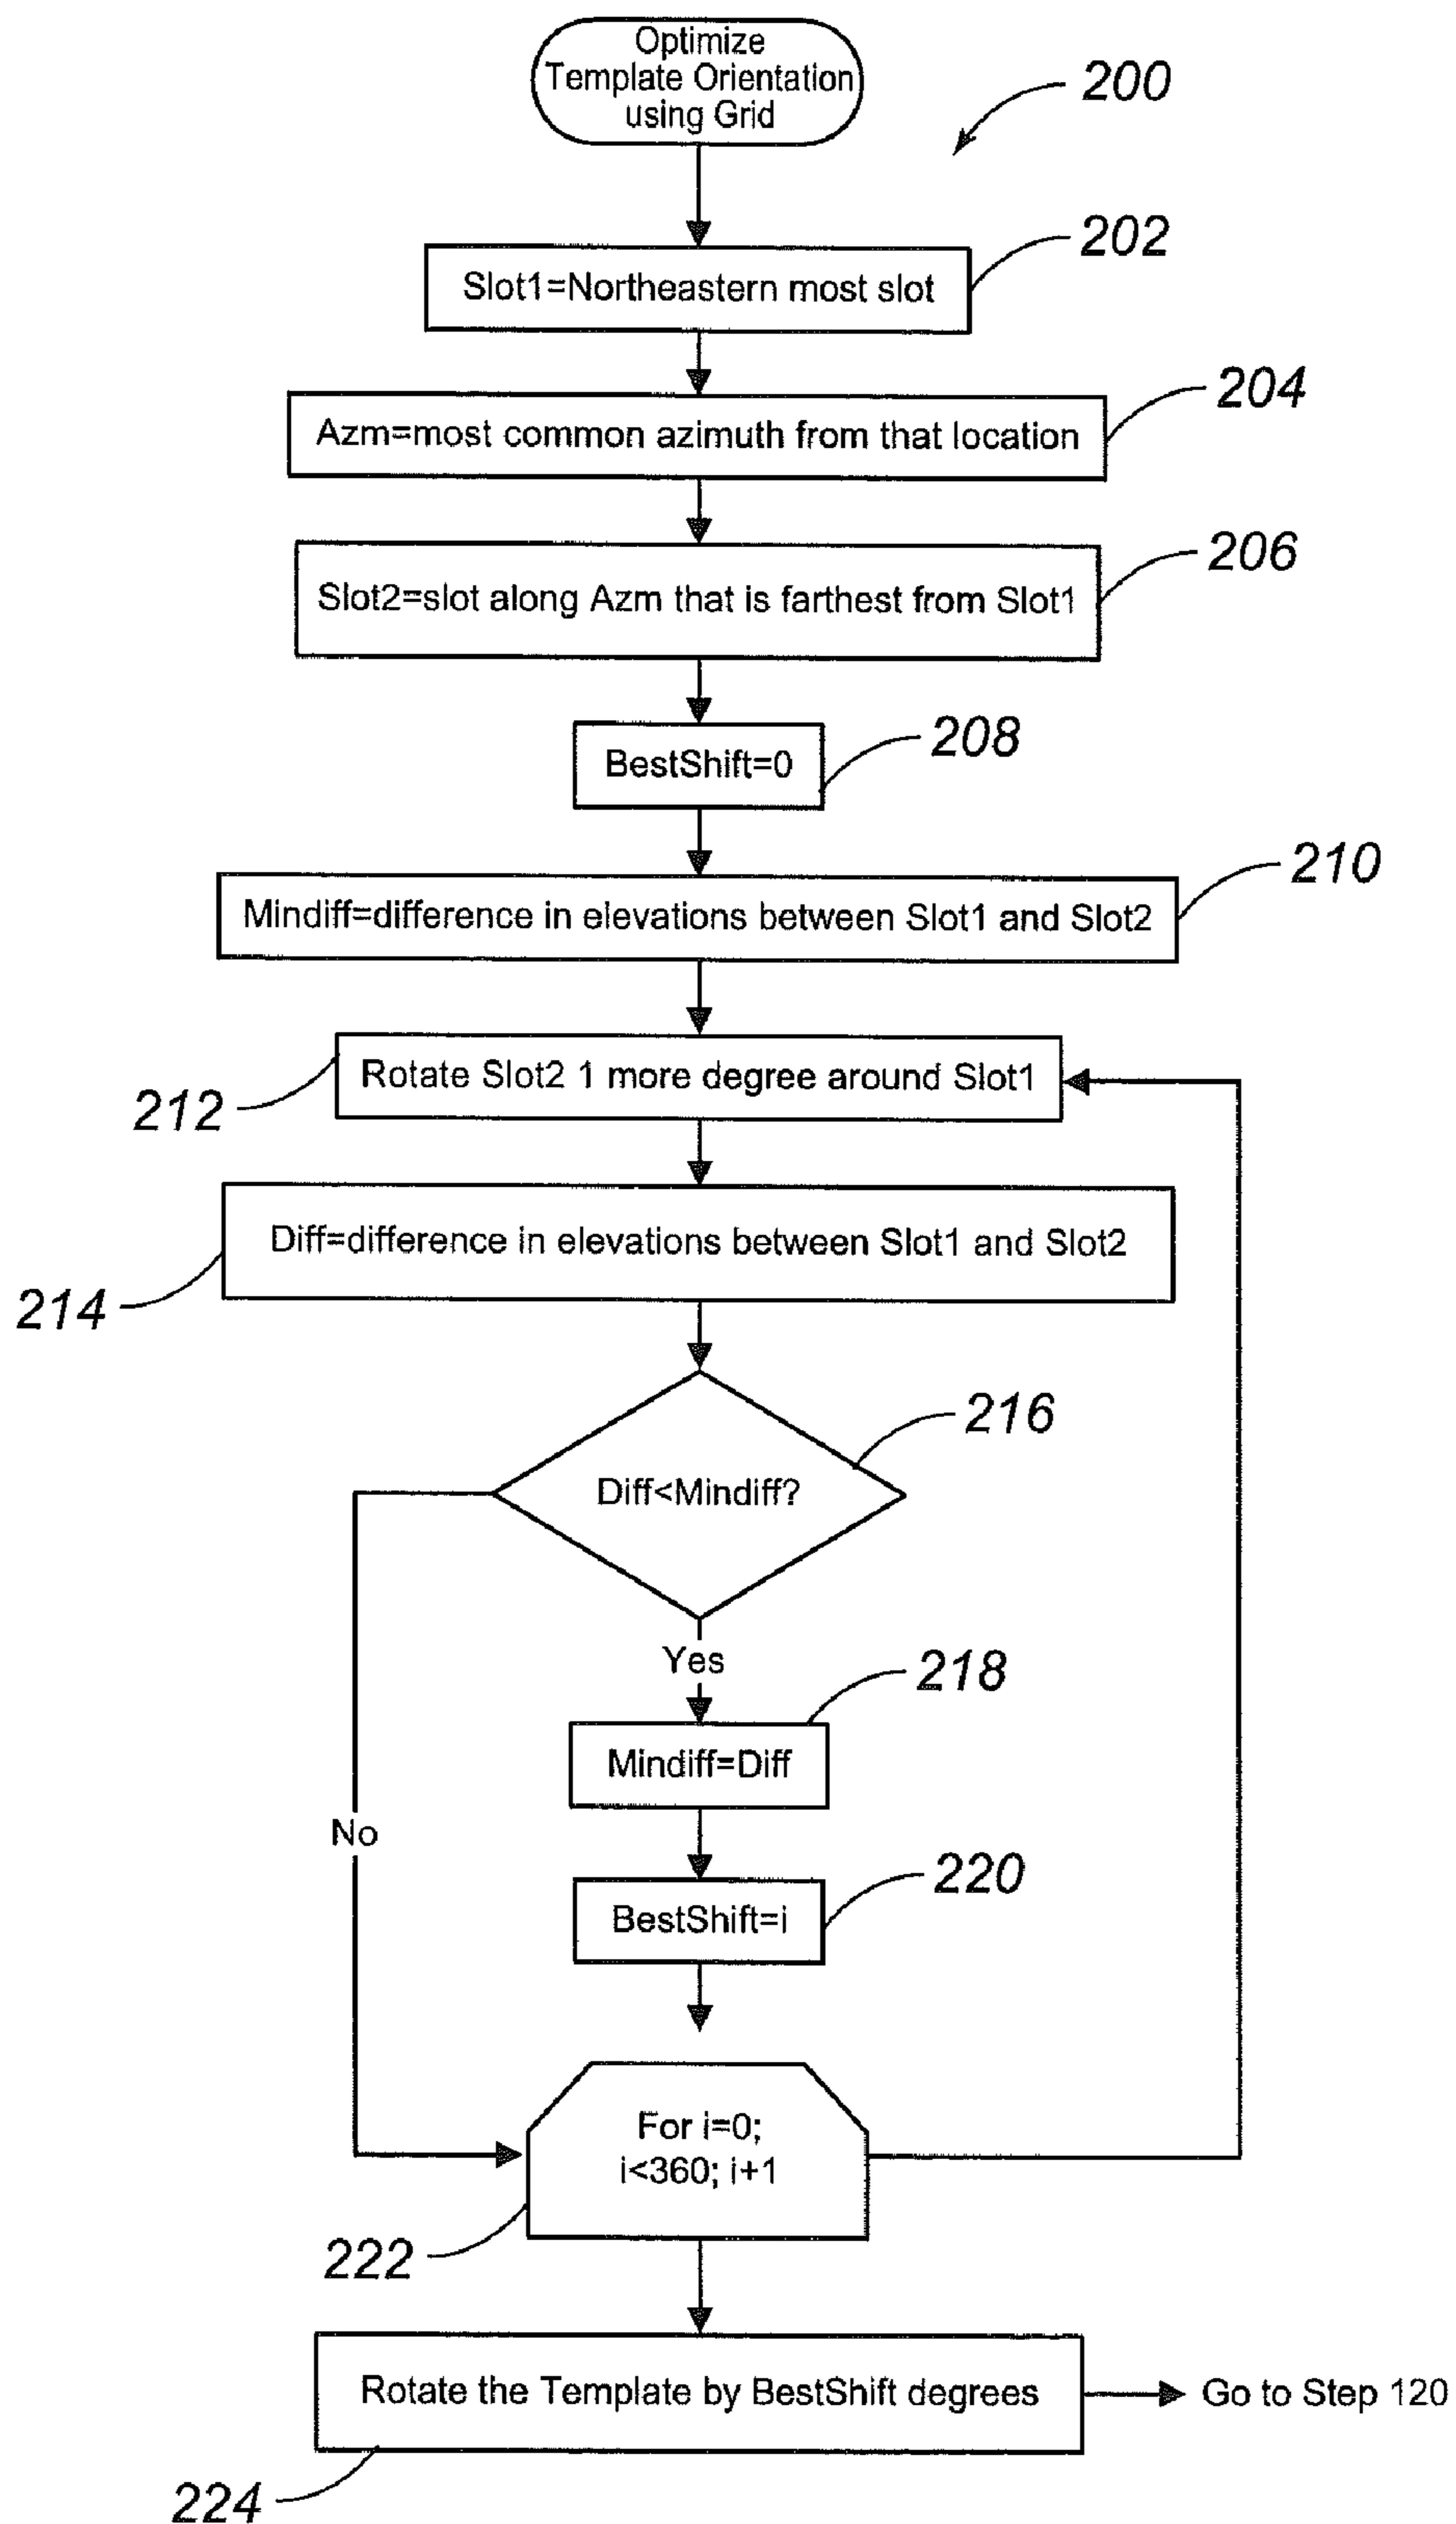 Optimize
Template Orientation
using Grid
200
202
Slot1=Northeastern most slot
204
Azm=most common azimuth from that location
206
Slot2=slot along Azm that is farthest from Slot1
208
BestShift=0
210
Mindiff=difference in elevations between Slot1 and Slot2
Rotate Slot2 1 more degree around Slot1
212
Diff=difference in elevations between Slot1 and Slot2
214
216
Diff<Mindiff?
Yes
218
Mindiff=Diff
No
220
BestShift=i
For i=0;
i<360; i+1
222
Rotate the Template by BestShift degrees
Go to Step 120
224